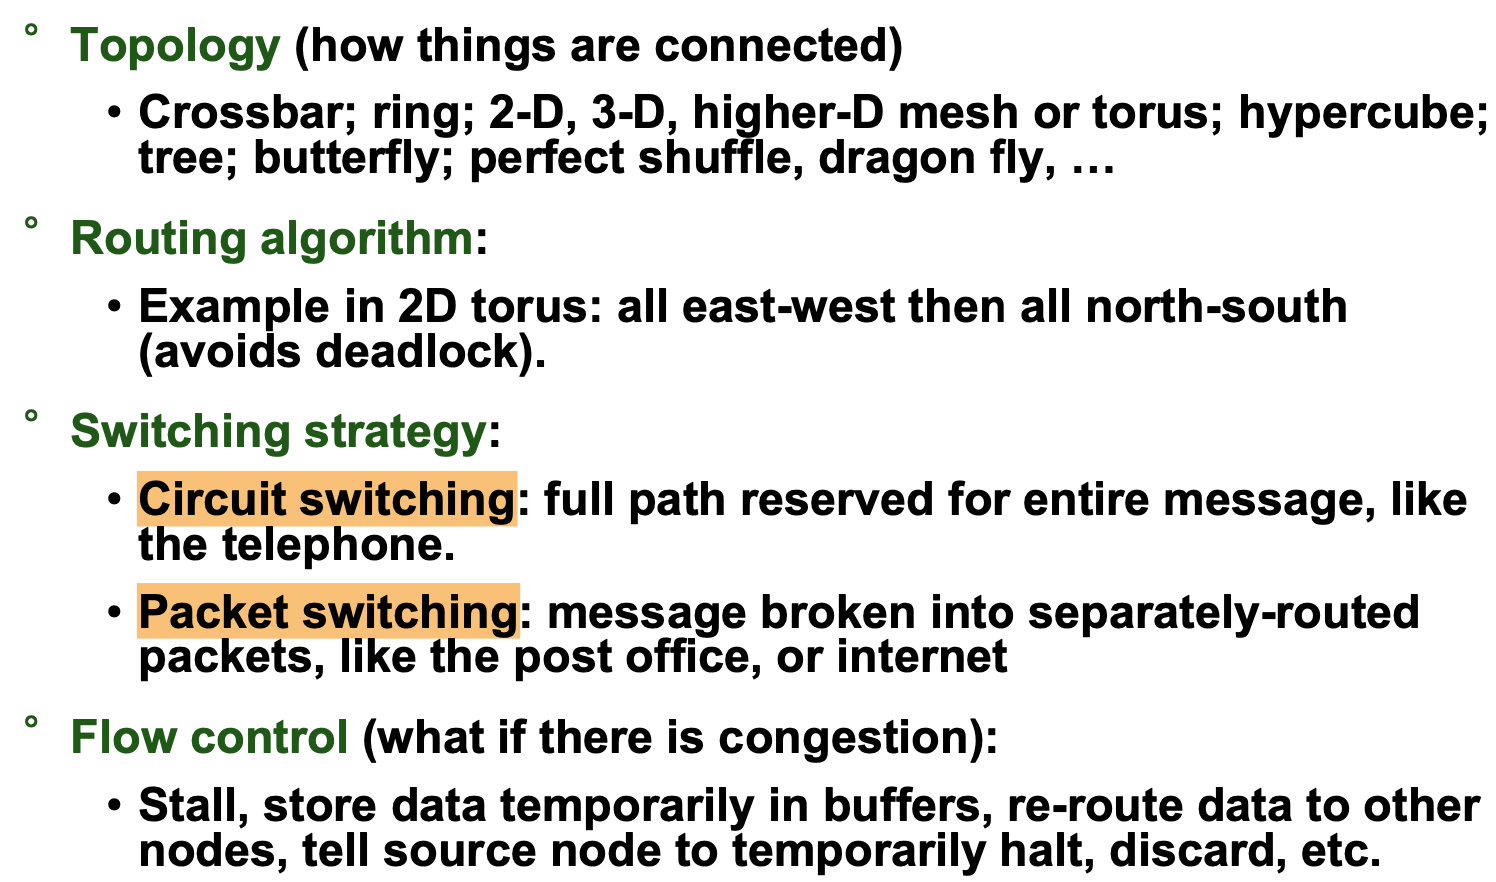 ° Topology (how things are connected)
• Crossbar; ring; 2-D, 3-D, higher-D mesh or torus; hypercube;
tree; butterfly; perfect shuffle, dragon fly, …
° Routing algorithm:
• Example in 2D torus: all east-west then all north-south
(avoids deadlock).
° Switching strategy:
• Circuit switching: full path reserved for entire message, like
the telephone.
• Packet switching: message broken into separately-routed
packets, like the post office, or internet
° Flow control (what if there is congestion):
• Stall, store data temporarily in buffers, re-route data to other
nodes, tell source node to temporarily halt, discard, etc.